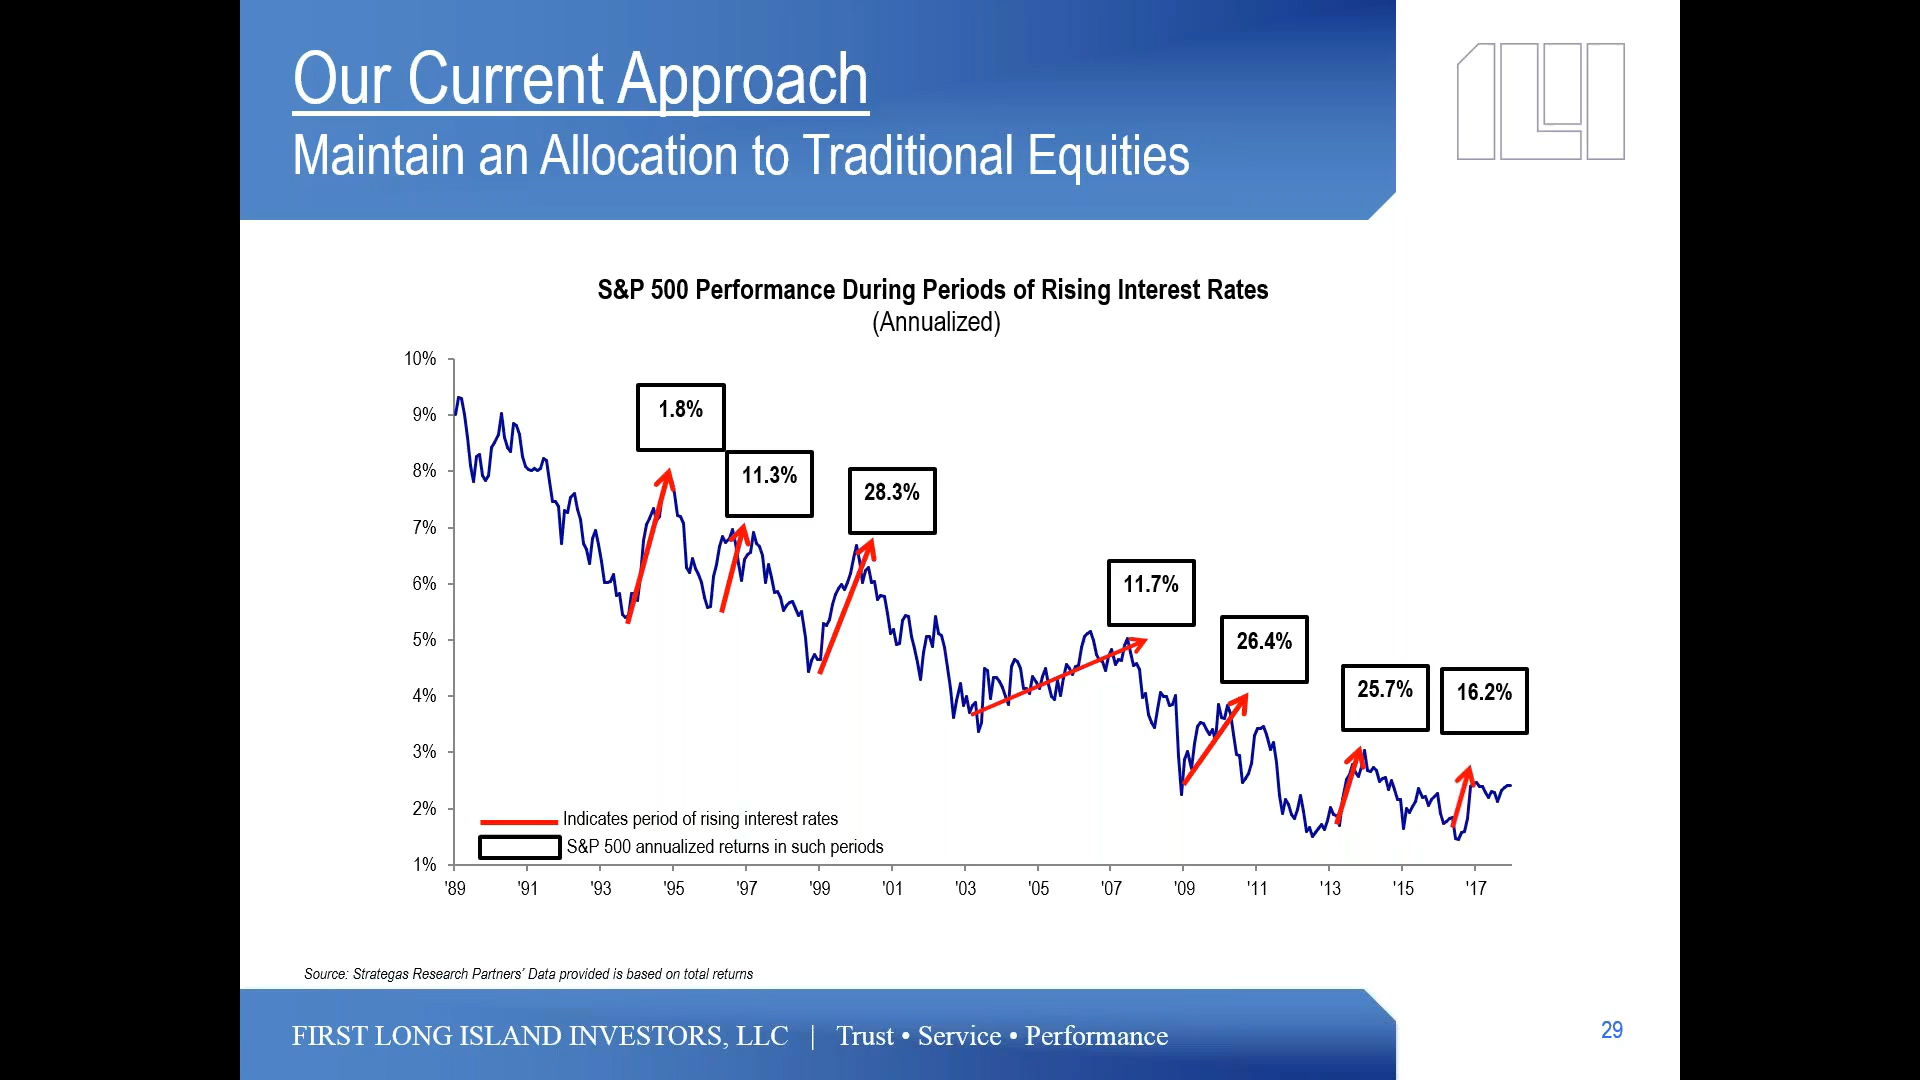 Our Current Approach
Maintain an Allocation to Traditional Equities
S&P 500 Performance During Periods of Rising Interest Rates
(Annualized)
10%
9%
8%
7%
6%
5%
4%
3%
2%
1%
1.8%
11.3%
28.3%
11.7%
26.4%
25.7%
16.2%
Indicates period of rising interest rates
S&P 500 annualized returns in such periods
'89 '91 '93 '95 '97 '99 '01 '03 '05 '07 '09 '11 '13 '15 '17
Source: Strategas Research Partners' Data provided is based on total returns
FIRST LONG ISLAND INVESTORS, LLC | Trust • Service • Performance
29